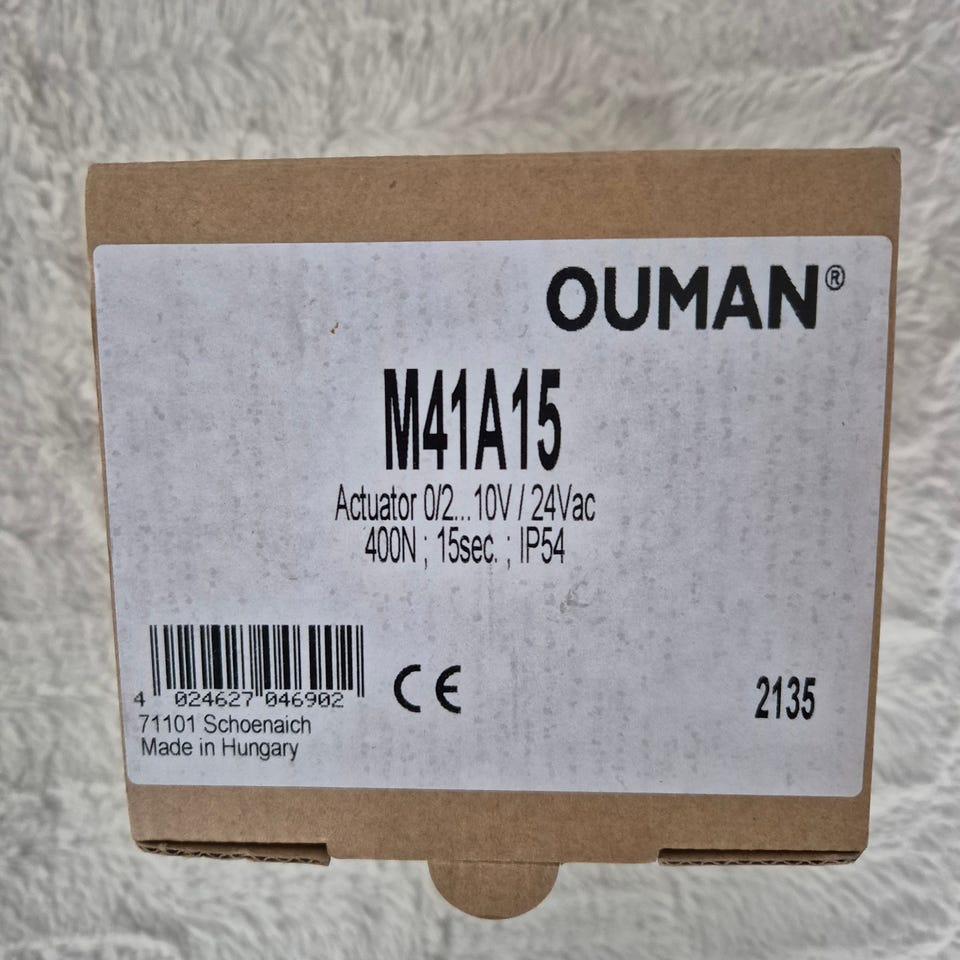 OUMAN®
M41A15
Actuator 0/2...10V / 24Vac
400N ; 15sec. ; IP54
4 024627 046902
71101 Schoenaich
Made in Hungary
CE
2135